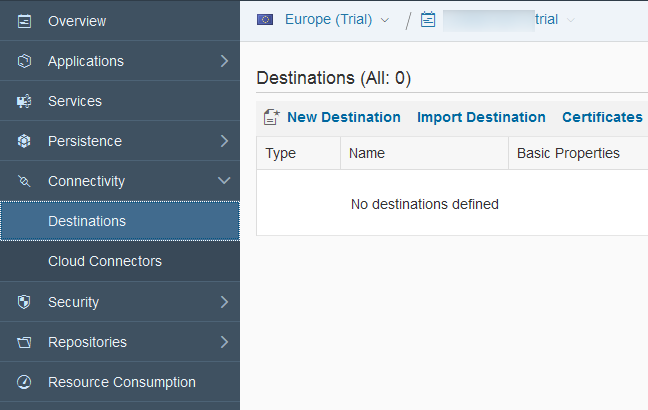 Overview
Applications
Services
Persistence
Connectivity
Destinations
Cloud Connectors
Security
Repositories
Resource Consumption
Europe (Trial) / trial
Destinations (All: 0)
New Destination Import Destination Certificates
Type Name Basic Properties
No destinations defined